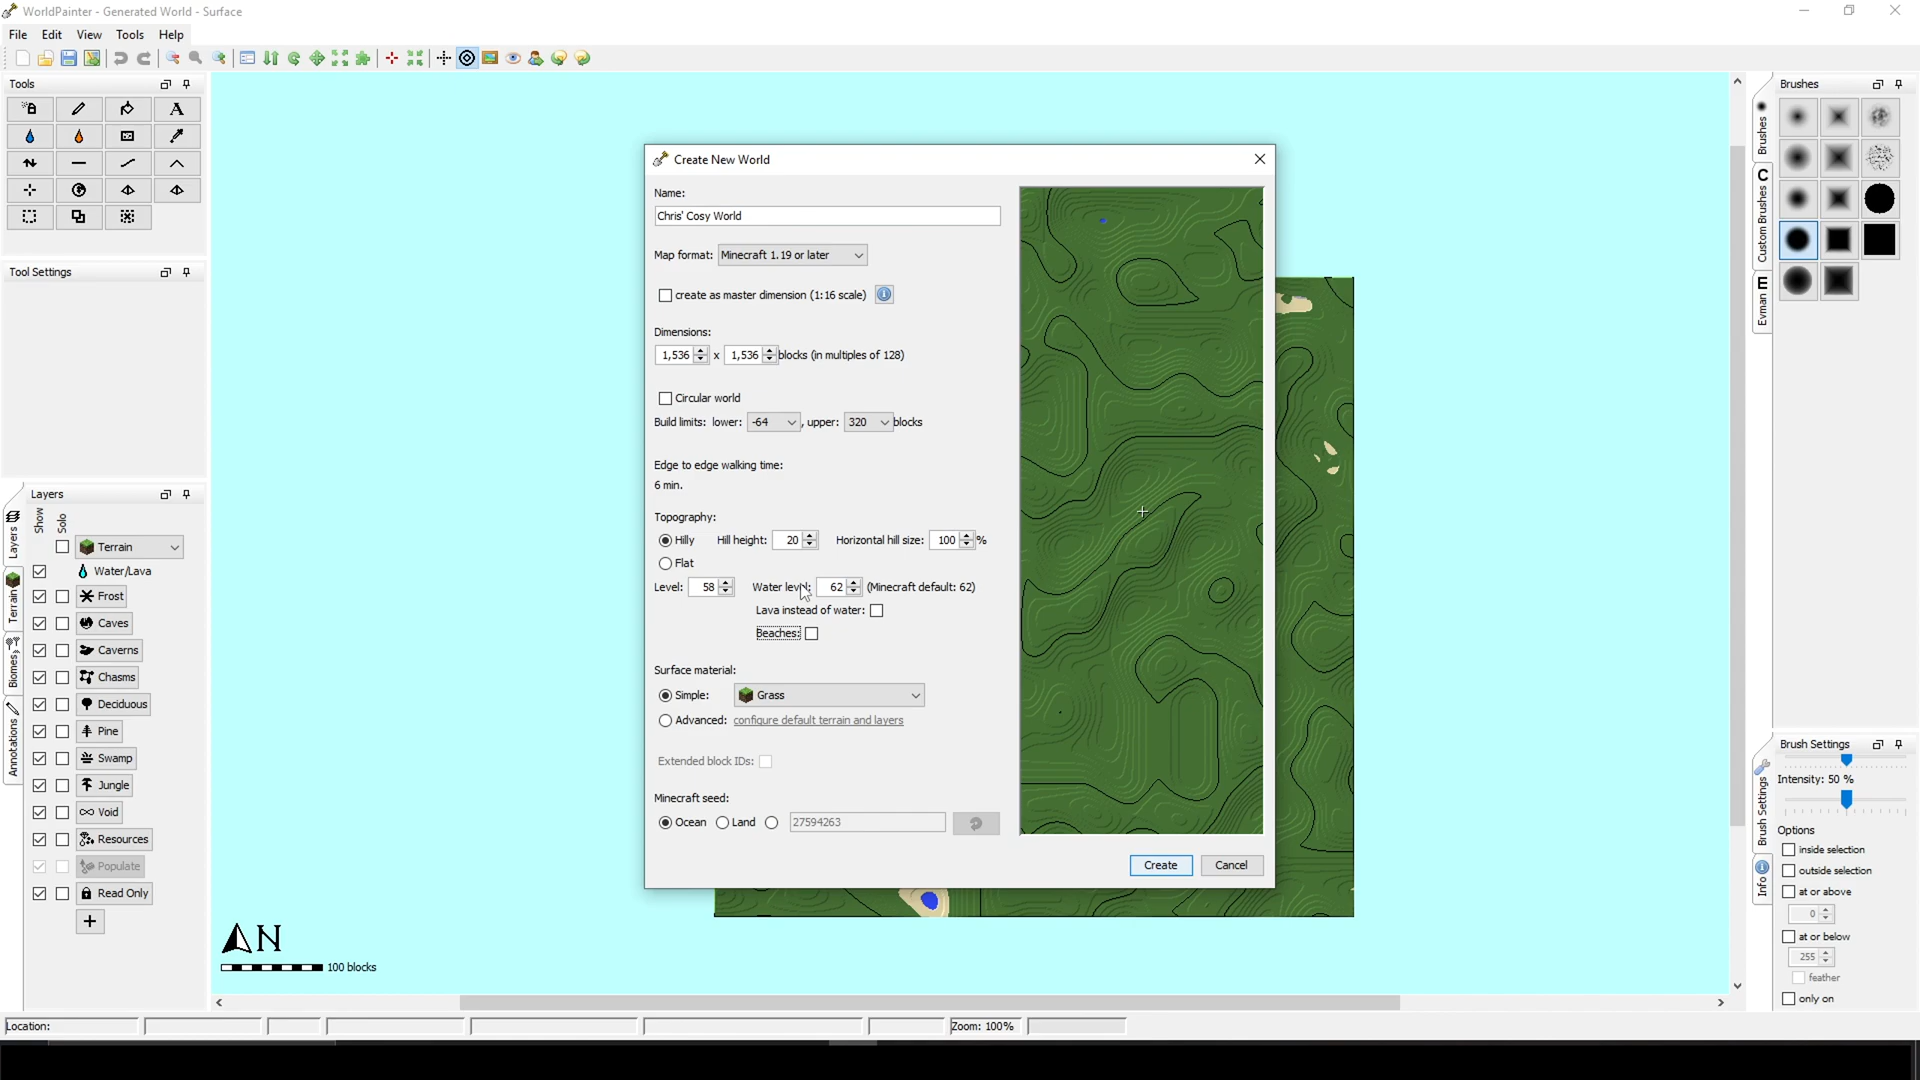 WorldPainter - Generated World - Surface
File Edit View Tools Help
Tools
A
Tool Settings
Layers
Show Solo
Terrain
Water/Lava
Frost
Caves
Caverns
Chasms
Deciduous
Pine
Swamp
Jungle
Void
Resources
Populate
Read Only
+
Layers
Terrain
Biomes
Annotations
N
100 blocks
Create New World
Name:
Chris' Cosy World
Map format: Minecraft 1.19 or later
create as master dimension (1:16 scale)
Dimensions:
1,536 x 1,536 blocks (in multiples of 128)
Circular world
Build limits: lower: -64 , upper: 320 blocks
Edge to edge walking time:
6 min.
Topography:
Hilly Hill height: 20 Horizontal hill size: 100 %
Flat
Level: 58 Water level: 62 (Minecraft default: 62)
Lava instead of water:
Beaches:
Surface material:
Simple: Grass
Advanced: configure default terrain and layers
Extended block IDs:
Minecraft seed:
Ocean Land 27594263
Create Cancel
Brushes
Brushes
Custom Brushes
Evman
Brush Settings
Intensity: 50 %
Options
inside selection
outside selection
at or above
0
at or below
255
feather
only on
Brush Settings
Info
Location:
Zoom: 100%